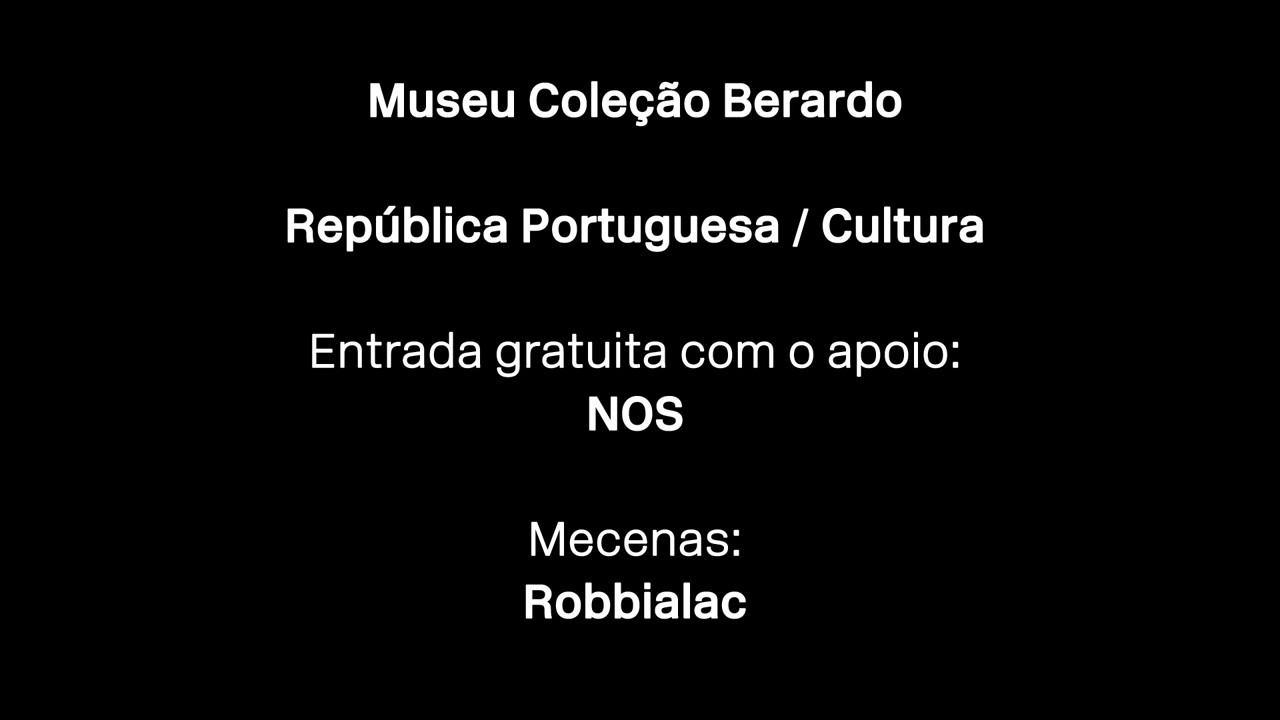 Museu Coleção Berardo
República Portuguesa / Cultura
Entrada gratuita com o apoio:
NOS
Mecenas:
Robbialac